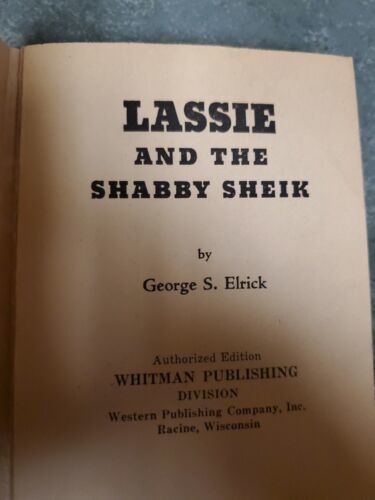 LASSIE
AND THE
SHABBY SHEIK
by
George S. Elrick
Authorized Edition
WHITMAN PUBLISHING
DIVISION
Western Publishing Company, Inc.
Racine, Wisconsin